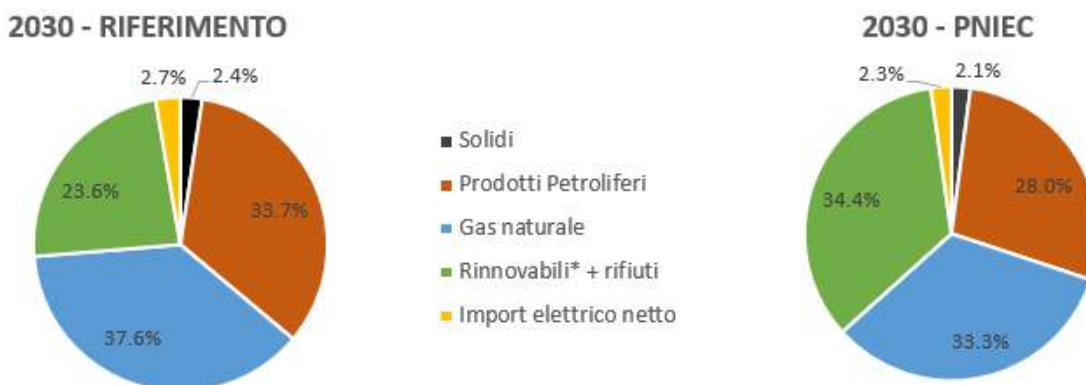 2030 - RIFERIMENTO
2.7%
2.4%
23.6%
33.7%
37.6%
Solidi
Prodotti Petroliferi
Gas naturale
Rinnovabili* + rifiuti
Import elettrico netto
2030 - PNIEC
2.3%
2.1%
34.4%
28.0%
33.3%